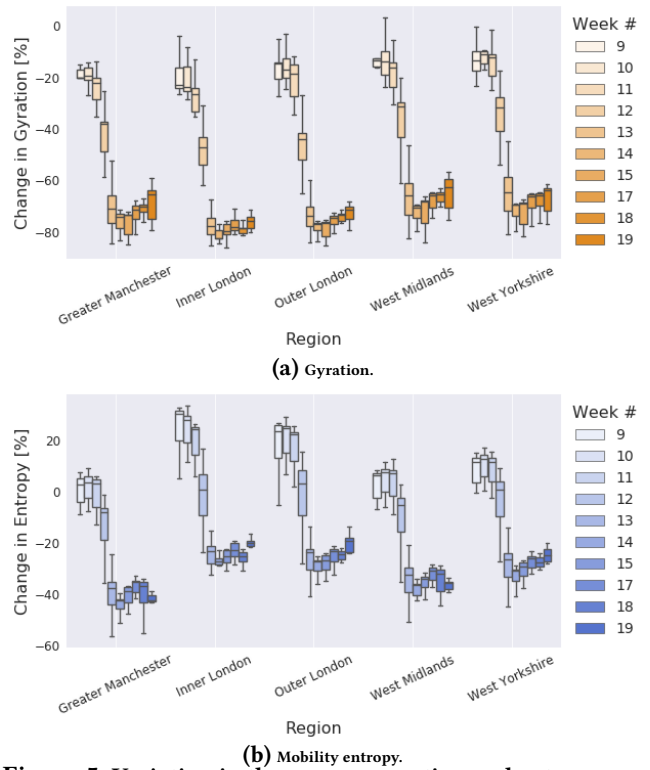 Week #
9
10
11
12
13
14
15
17
18
19
Change in Gyration [%]
0
−20
−40
−60
−80
Greater Manchester
Inner London
Outer London
West Midlands
West Yorkshire
Region
(a) Gyration.
Week #
9
10
11
12
13
14
15
17
18
19
Change in Entropy [%]
20
0
−20
−40
−60
Greater Manchester
Inner London
Outer London
West Midlands
West Yorkshire
Region
(b) Mobility entropy.